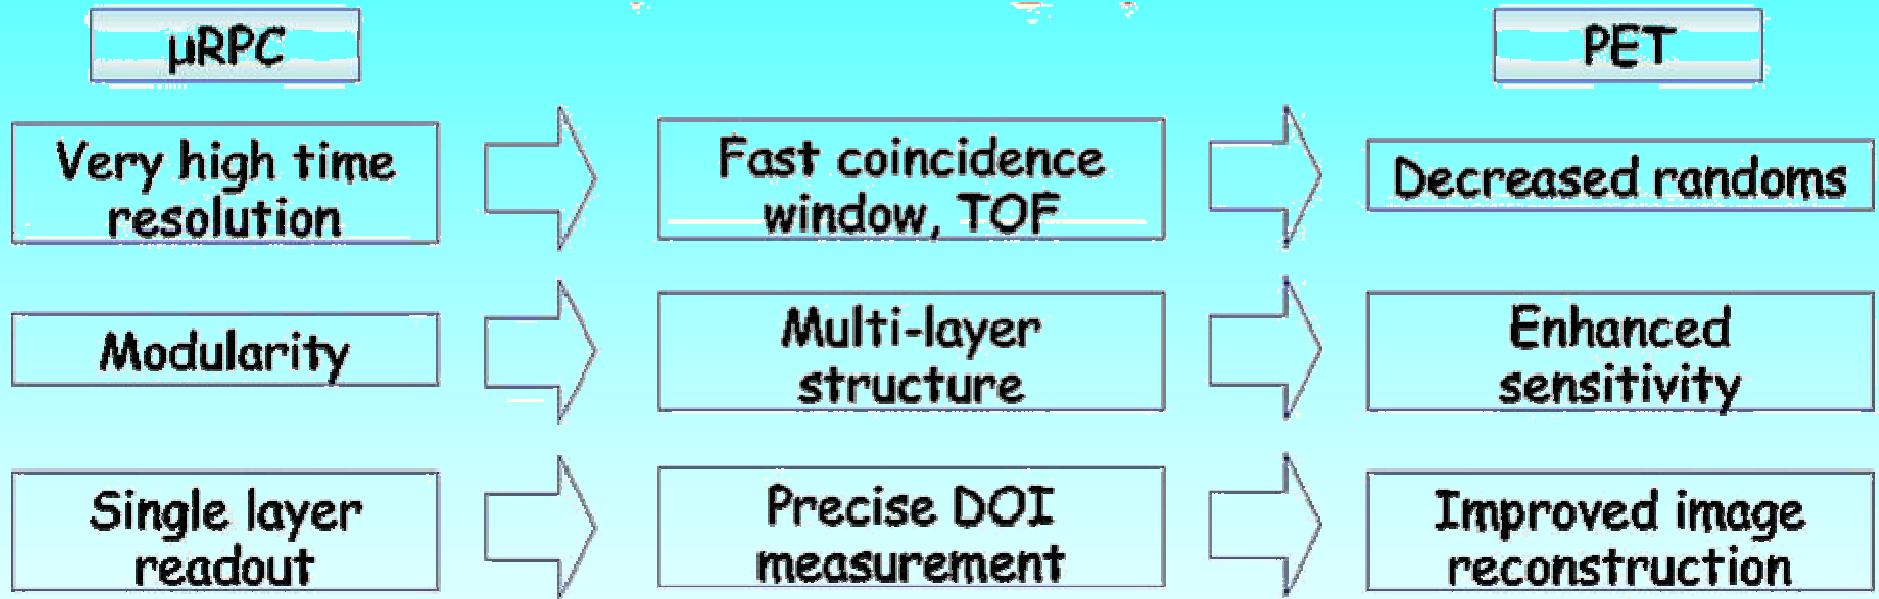 μRPC
PET
Very high time
resolution
Fast coincidence
window, TOF
Decreased randoms
Modularity
Multi-layer
structure
Enhanced
sensitivity
Single layer
readout
Precise DOI
measurement
Improved image
reconstruction